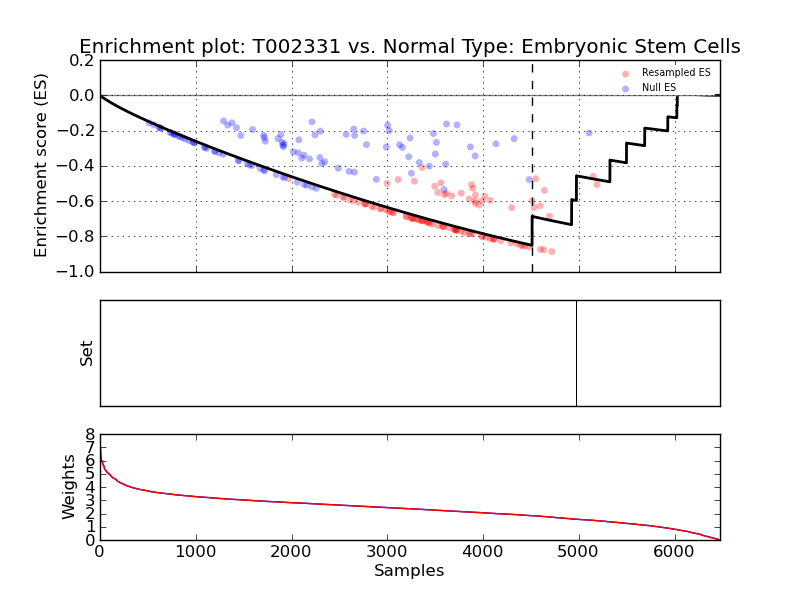 Enrichment plot: T002331 vs. Normal Type: Embryonic Stem Cells
Enrichment score (ES)
0.2
0.0
−0.2
−0.4
−0.6
−0.8
−1.0
Resampled ES
Null ES
Set
Weights
8
7
6
5
4
3
2
1
0
0 1000 2000 3000 4000 5000 6000
Samples